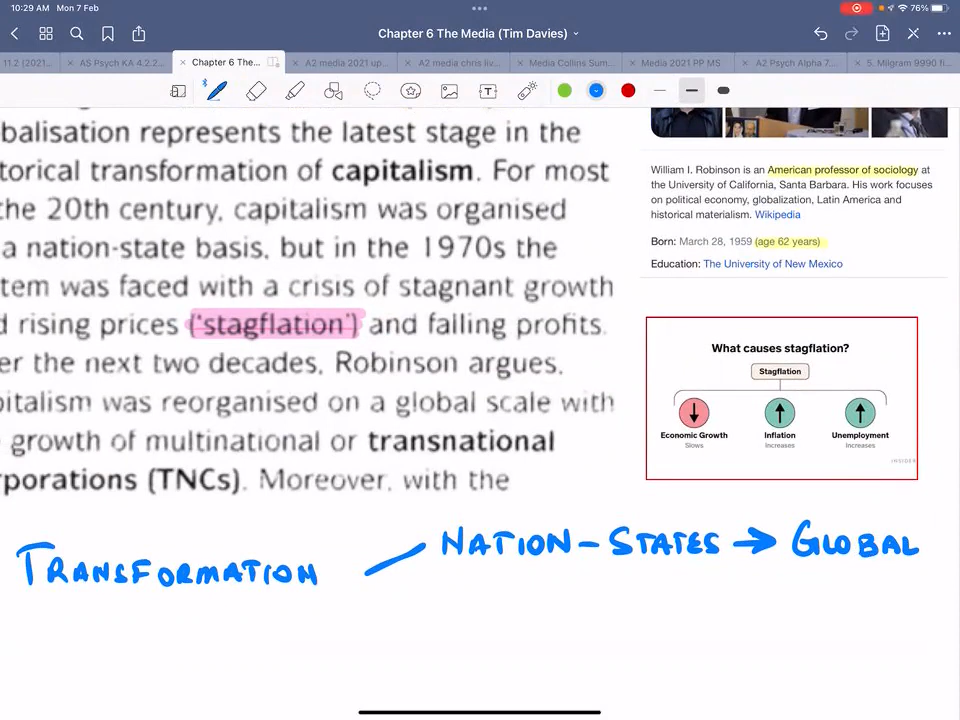 10:29 AM Mon 7 Feb
76%
Chapter 6 The Media (Tim Davies)
11.2 (2021...
AS Psych KA 4.2.2...
Chapter 6 The...
A2 media 2021 up...
A2 media chris liv...
Media Collins Sum...
Media 2021 PP MS
A2 Psych Alpha 7...
5. Milgram 9990 fi...
balisation represents the latest stage in the
torical transformation of capitalism. For most
the 20th century, capitalism was organised
a nation-state basis, but in the 1970s the
tem was faced with a crisis of stagnant growth
d rising prices ('stagflation') and falling profits.
er the next two decades, Robinson argues,
pitalism was reorganised on a global scale with
growth of multinational or transnational
rporations (TNCs). Moreover, with the
William I. Robinson is an American professor of sociology at
the University of California, Santa Barbara. His work focuses
on political economy, globalization, Latin America and
historical materialism. Wikipedia
Born: March 28, 1959 (age 62 years)
Education: The University of New Mexico
What causes stagflation?
Stagflation
Economic Growth
Slows
Inflation
Increases
Unemployment
Increases
INSIDER
TRANSFORMATION
NATION-STATES → GLOBAL